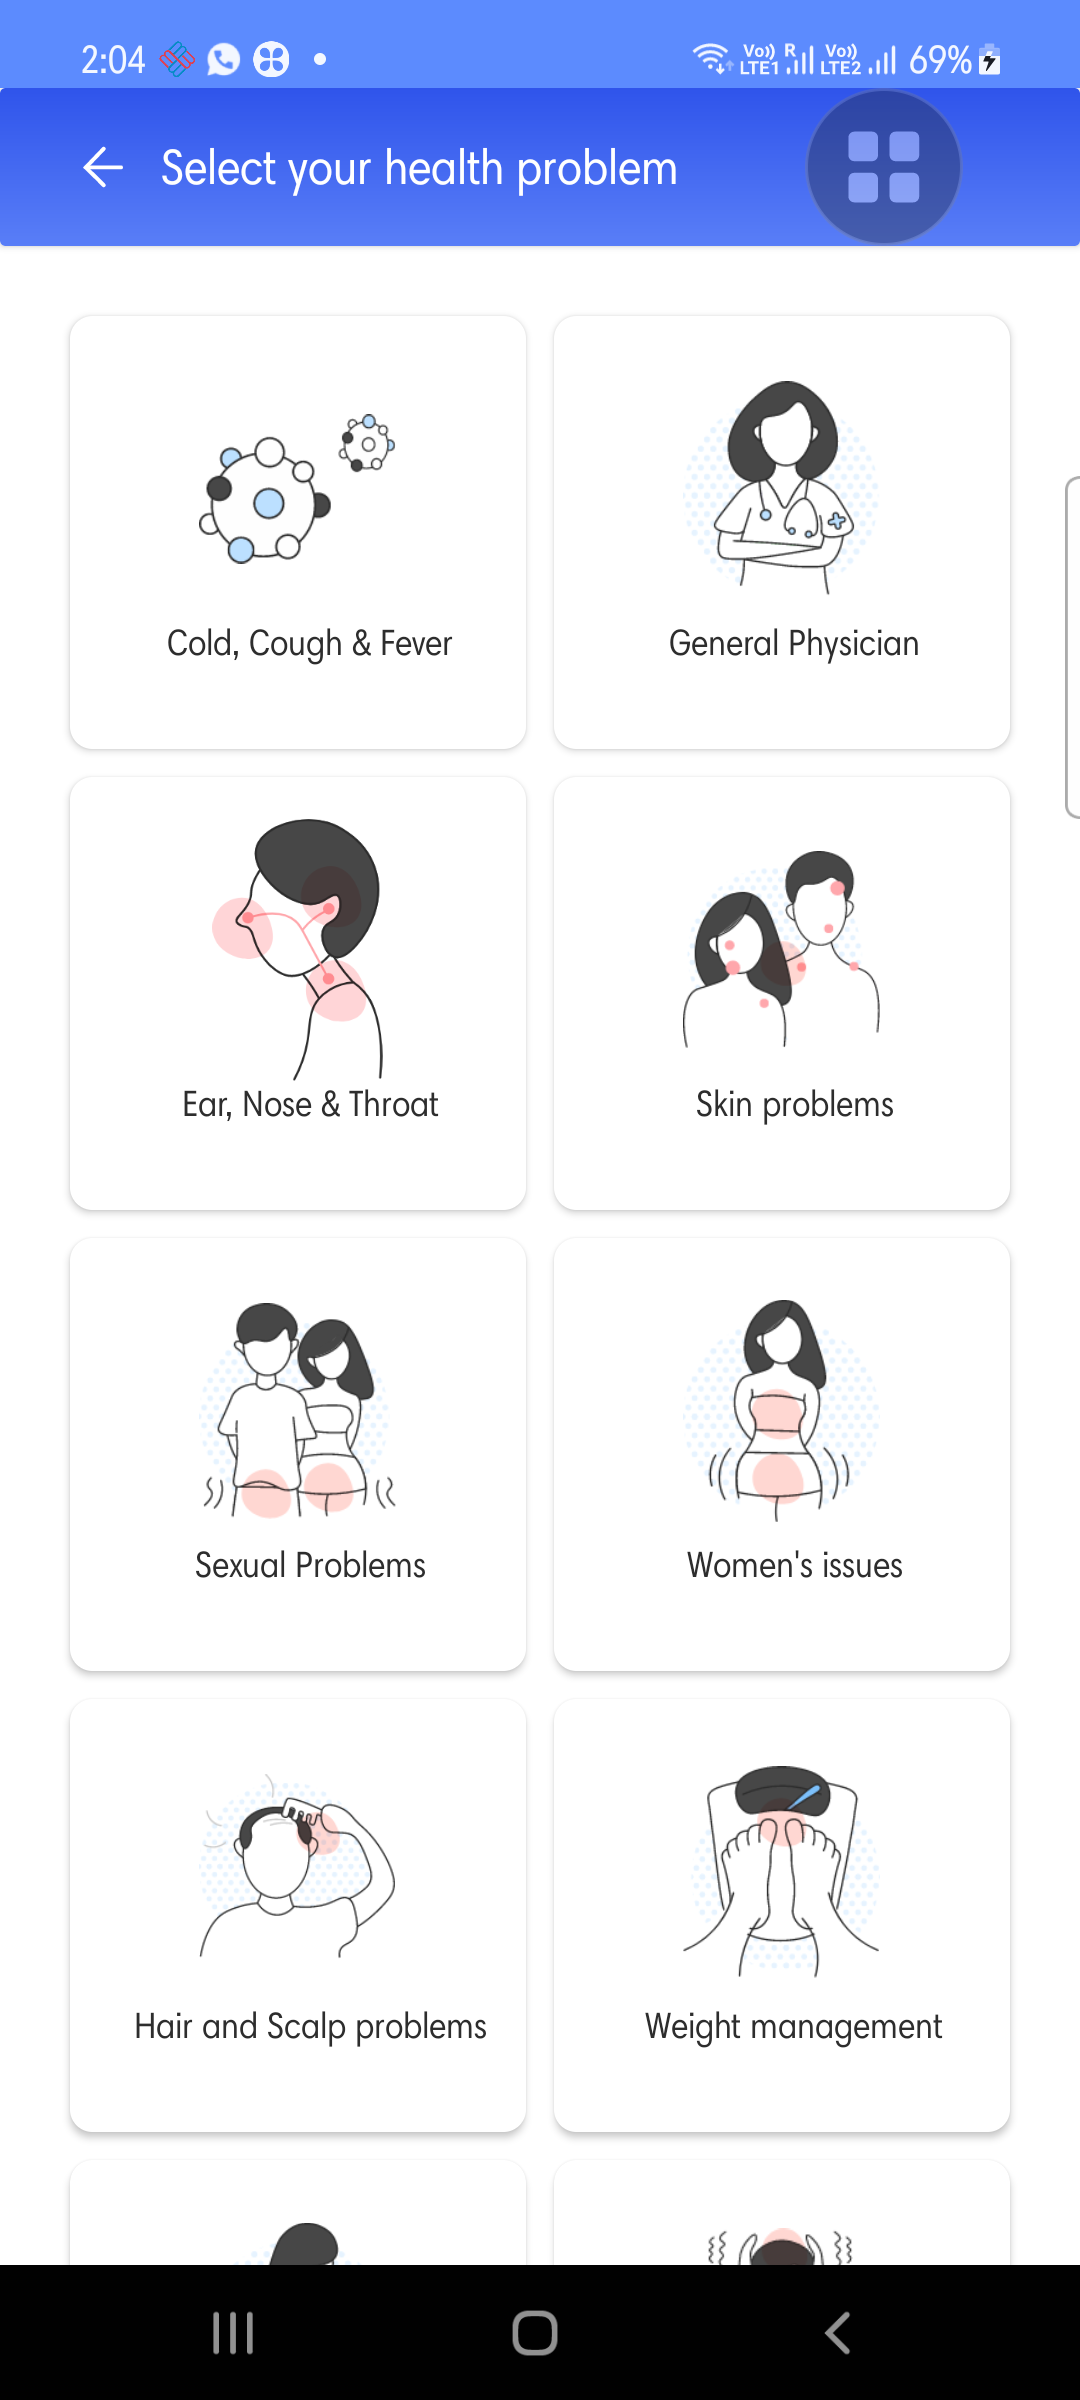 2:04 Vo)) R Vo)) 69%
LTE1 LTE2
Select your health problem
Cold, Cough & Fever
General Physician
Ear, Nose & Throat
Skin problems
Sexual Problems
Women's issues
Hair and Scalp problems
Weight management